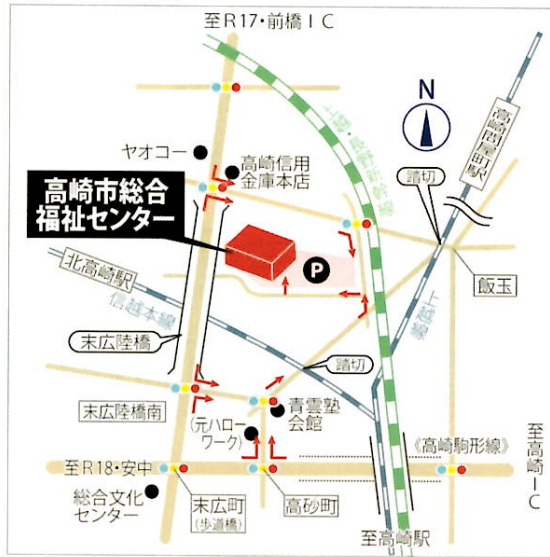 至R17・前橋IC
N
ヤオコー
高崎信用
金庫本店
上越・長野新幹線
高崎問屋町駅
踏切
高崎市総合
福祉センター
P
北高崎駅
信越本線
飯玉
上越線
末広陸橋
踏切
末広陸橋南
青雲塾
会館
(元ハロー
ワーク)
《高崎駒形線》
至高崎IC
至R18・安中
総合文化
センター
末広町
(歩道橋)
高砂町
至高崎駅